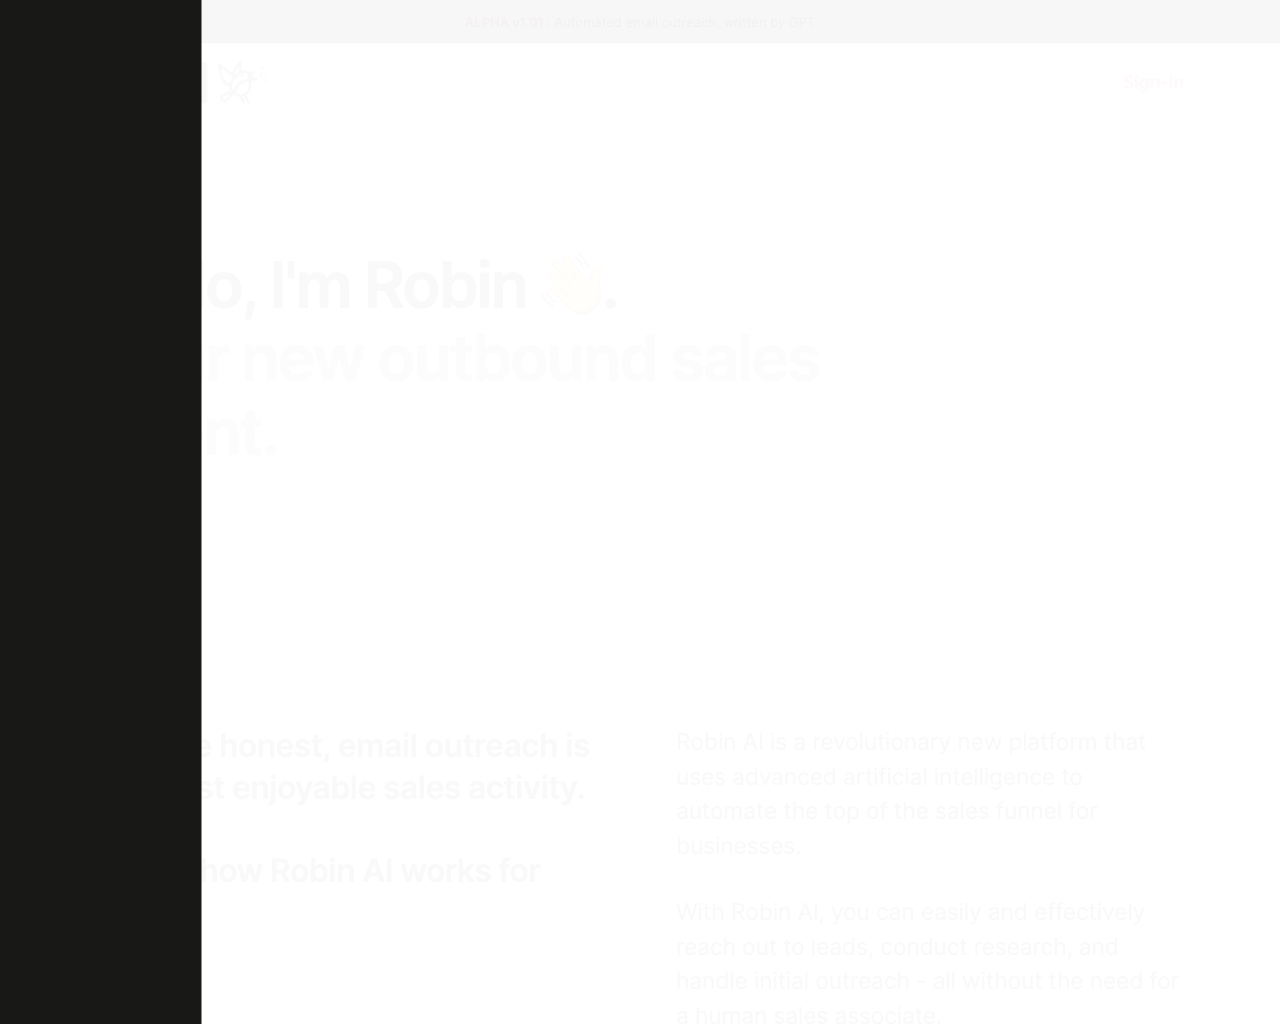 ALPHA v1.01 Automated email outreach, written by GPT
Sign-in
o, I'm Robin 👋.
r new outbound sales
nt.
e honest, email outreach is
st enjoyable sales activity.
how Robin AI works for
Robin AI is a revolutionary new platform that
uses advanced artificial intelligence to
automate the top of the sales funnel for
businesses.
With Robin AI, you can easily and effectively
reach out to leads, conduct research, and
handle initial outreach - all without the need for
a human sales associate.